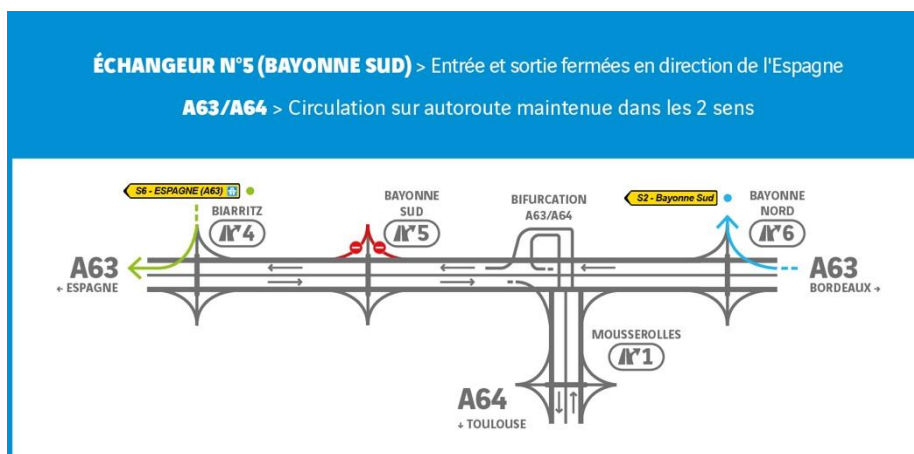 ÉCHANGEUR N°5 (BAYONNE SUD) > Entrée et sortie fermées en direction de l'Espagne
A63/A64 > Circulation sur autoroute maintenue dans les 2 sens
S6 - ESPAGNE (A63)
BIARRITZ
4
BAYONNE
SUD
5
BIFURCATION
A63/A64
S2 - Bayonne Sud
BAYONNE
NORD
6
A63
← ESPAGNE
A63
BORDEAUX →
MOUSSEROLLES
1
A64
↓ TOULOUSE